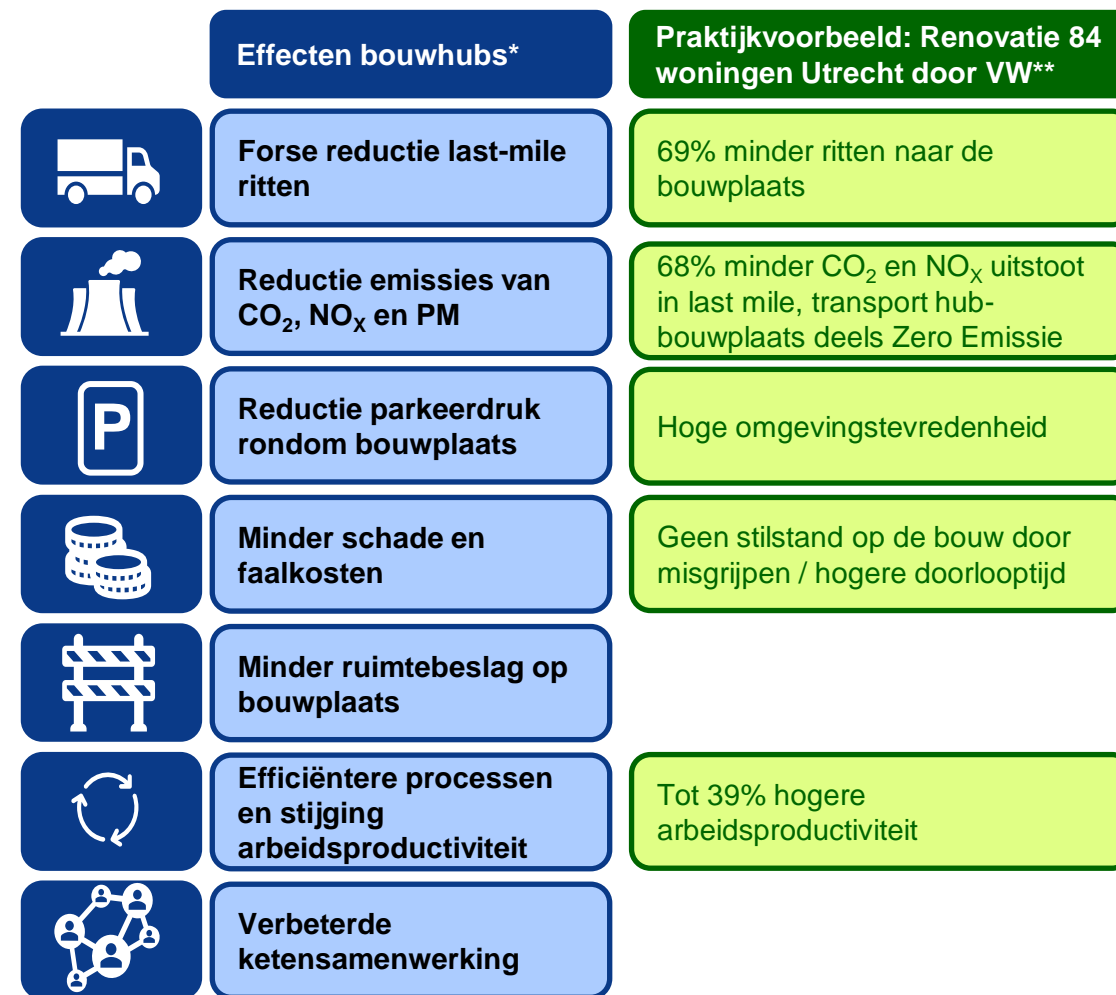 Effecten bouwhubs*
Praktijkvoorbeeld: Renovatie 84
woningen Utrecht door VW**
Forse reductie last-mile
ritten
69% minder ritten naar de
bouwplaats
Reductie emissies van
CO₂, NOₓ en PM
68% minder CO₂ en NOₓ uitstoot
in last mile, transport hub-
bouwplaats deels Zero Emissie
P
Reductie parkeerdruk
rondom bouwplaats
Hoge omgevingstevredenheid
Minder schade en
faalkosten
Geen stilstand op de bouw door
misgrijpen / hogere doorlooptijd
Minder ruimtebeslag op
bouwplaats
Efficiëntere processen
en stijging
arbeidsproductiviteit
Tot 39% hogere
arbeidsproductiviteit
Verbeterde
ketensamenwerking